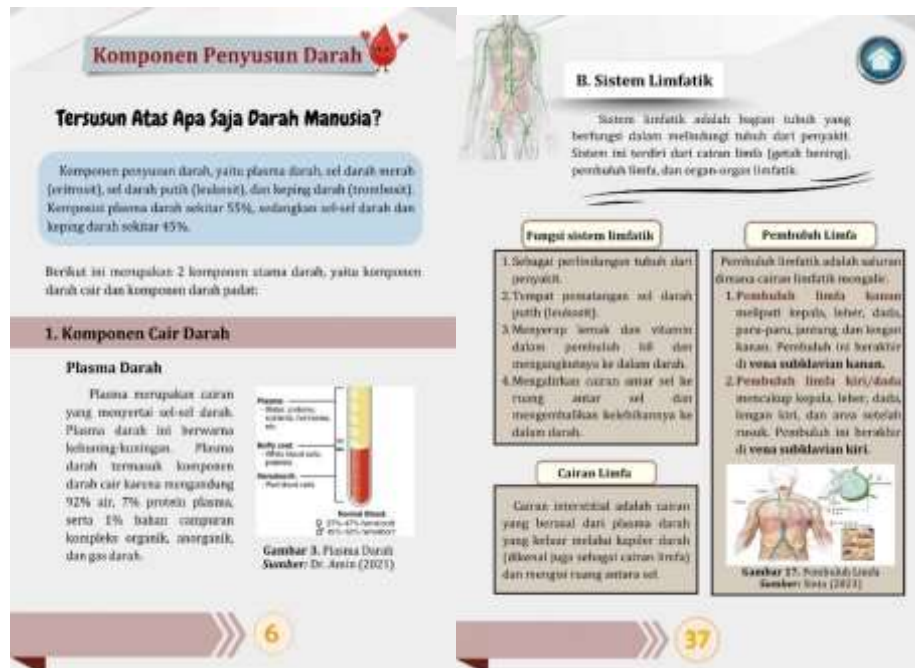 Komponen Penyusun Darah
Tersusun Atas Apa Saja Darah Manusia?
Komponen penyusun darah, yaitu plasma darah, sel darah merah
(eritrosit), sel darah putih (leukosit), dan keping darah (trombosit).
Komposisi plasma darah sekitar 55%, sedangkan sel-sel darah dan
keping darah sekitar 45%.
Berikut ini merupakan 2 komponen utama darah, yaitu komponen
darah cair dan komponen darah padat:
1. Komponen Cair Darah
Plasma Darah
Plasma merupakan cairan
yang menyertai sel-sel darah.
Plasma darah ini berwarna
kekuning-kuningan. Plasma
darah termasuk komponen
darah cair karena mengandung
92% air, 7% protein plasma,
serta 1% bahan campuran
kompleks organik, anorganik,
dan gas darah.
Plasma
Buffy coat
Hematocrit
Normal Blood
Gambar 3. Plasma Darah
Sumber: Dr. Amin (2021)
6
B. Sistem Limfatik
Sistem limfatik adalah bagian tubuh yang
berfungsi dalam melindungi tubuh dari penyakit.
Sistem ini terdiri dari cairan limfa (getah bening),
pembuluh limfa, dan organ-organ limfatik.
Fungsi sistem limfatik
1. Sebagai perlindungan tubuh dari
penyakit.
2. Tempat pematangan sel darah
putih (leukosit).
3. Menyerap lemak dan vitamin
dalam pembuluh kil dan
mengangkutnya ke dalam darah.
4. Mengalirkan cairan antar sel ke
ruang antar sel dan
mengembalikan kelebihannya ke
dalam darah.
Cairan Limfa
Cairan interstitial adalah cairan
yang berasal dari plasma darah
yang keluar melalui kapiler darah
(dikenal juga sebagai cairan limfa)
dan mengisi ruang antara sel.
Pembuluh Limfa
Pembuluh limfatik adalah saluran
dimana cairan limfatik mengalir.
1. Pembuluh limfa kanan
meliputi kepala, leher, dada,
paru-paru, jantung, dan lengan
kanan. Pembuluh ini berakhir
di vena subklavian kanan.
2. Pembuluh limfa kiri/dada
mencakup kepala, leher, dada,
lengan kiri, dan area setelah
rusuk. Pembuluh ini berakhir
di vena subklavian kiri.
Gambar 17. Pembuluh Limfa
Sumber: (2021)
37